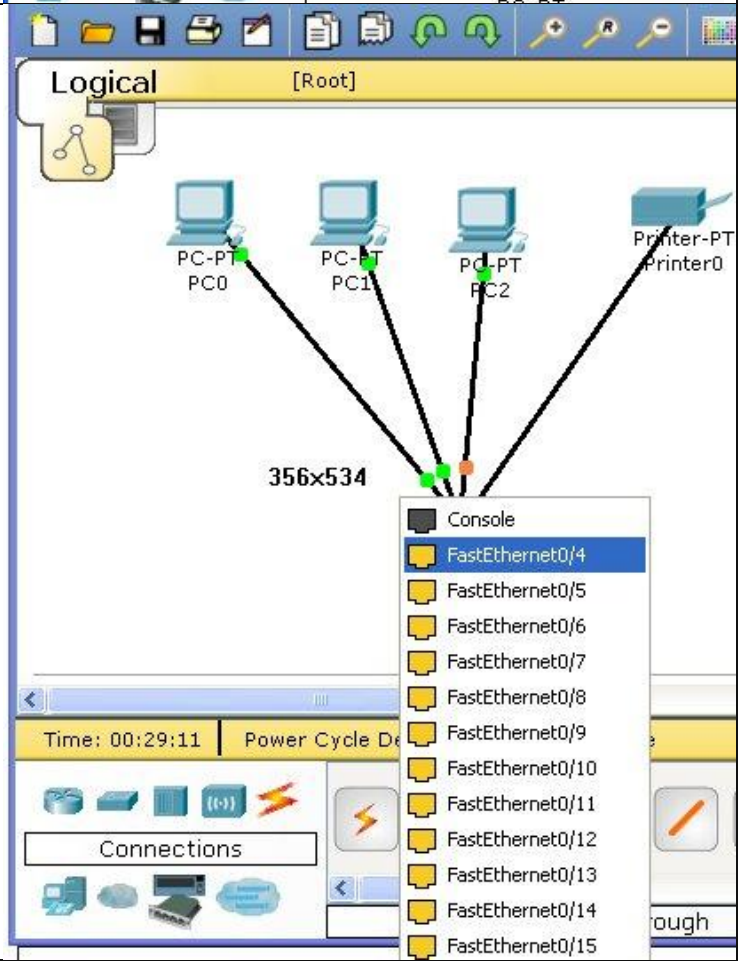 Logical
[Root]
R
PC-PT
PC0
PC-PT
PC1
PC-PT
PC2
Printer-PT
Printer0
356x534
Console
FastEthernet0/4
FastEthernet0/5
FastEthernet0/6
FastEthernet0/7
FastEthernet0/8
FastEthernet0/9
FastEthernet0/10
FastEthernet0/11
FastEthernet0/12
FastEthernet0/13
FastEthernet0/14
FastEthernet0/15
Time: 00:29:11
Power Cycle De
Connections
rough